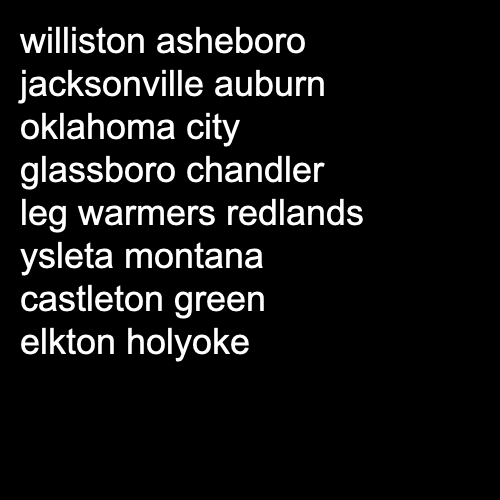 williston asheboro
jacksonville auburn
oklahoma city
glassboro chandler
leg warmers redlands
ysleta montana
castleton green
elkton holyoke